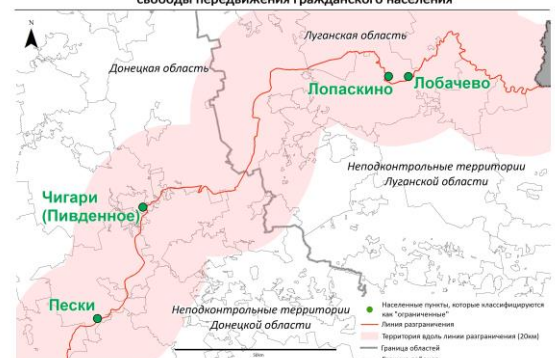 свободы передвижения гражданского населения
N
Луганская область
Донецкая область
Лопаскино
Лобачево
Неподконтрольные территории
Луганской области
Чигари
(Пивденное)
Пески
Неподконтрольные территории
Донецкой области
Населенные пункты, которые классифицируются
как "ограниченные"
Линия разграничения
Территория вдоль линии разграничения (20км)
Граница областей